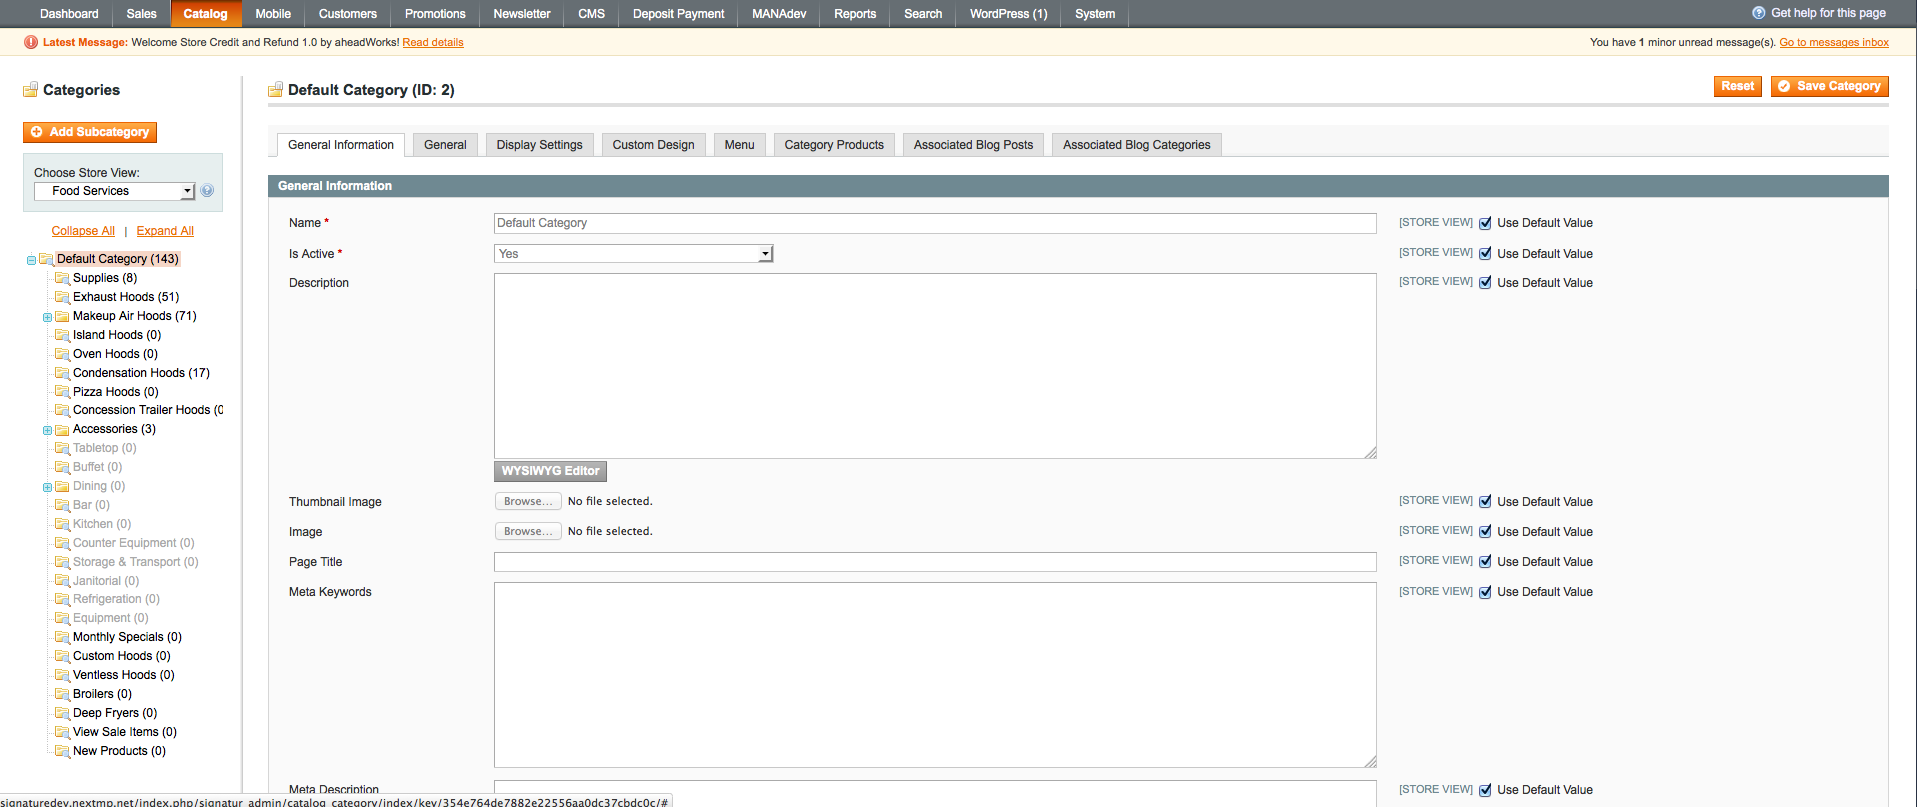 Dashboard Sales Catalog Mobile Customers Promotions Newsletter CMS Deposit Payment MANAdev Reports Search WordPress (1) System Get help for this page
Latest Message: Welcome Store Credit and Refund 1.0 by aheadWorks! Read details You have 1 minor unread message(s). Go to messages inbox
Categories
Add Subcategory
Choose Store View:
Food Services
Collapse All | Expand All
Default Category (143)
Supplies (8)
Exhaust Hoods (51)
Makeup Air Hoods (71)
Island Hoods (0)
Oven Hoods (0)
Condensation Hoods (17)
Pizza Hoods (0)
Concession Trailer Hoods (0
Accessories (3)
Tabletop (0)
Buffet (0)
Dining (0)
Bar (0)
Kitchen (0)
Counter Equipment (0)
Storage & Transport (0)
Janitorial (0)
Refrigeration (0)
Equipment (0)
Monthly Specials (0)
Custom Hoods (0)
Ventless Hoods (0)
Broilers (0)
Deep Fryers (0)
View Sale Items (0)
New Products (0)
Default Category (ID: 2) Reset Save Category
General Information General Display Settings Custom Design Menu Category Products Associated Blog Posts Associated Blog Categories
General Information
Name * Default Category [STORE VIEW] Use Default Value
Is Active * Yes [STORE VIEW] Use Default Value
Description [STORE VIEW] Use Default Value
WYSIWYG Editor
Thumbnail Image Browse... No file selected. [STORE VIEW] Use Default Value
Image Browse... No file selected. [STORE VIEW] Use Default Value
Page Title [STORE VIEW] Use Default Value
Meta Keywords [STORE VIEW] Use Default Value
Meta Description [STORE VIEW] Use Default Value
signaturedev.nextmp.net/index.php/signatur_admin/catalog_category/index/key/354e764de7882e22556aa0dc37cbdc0c/#